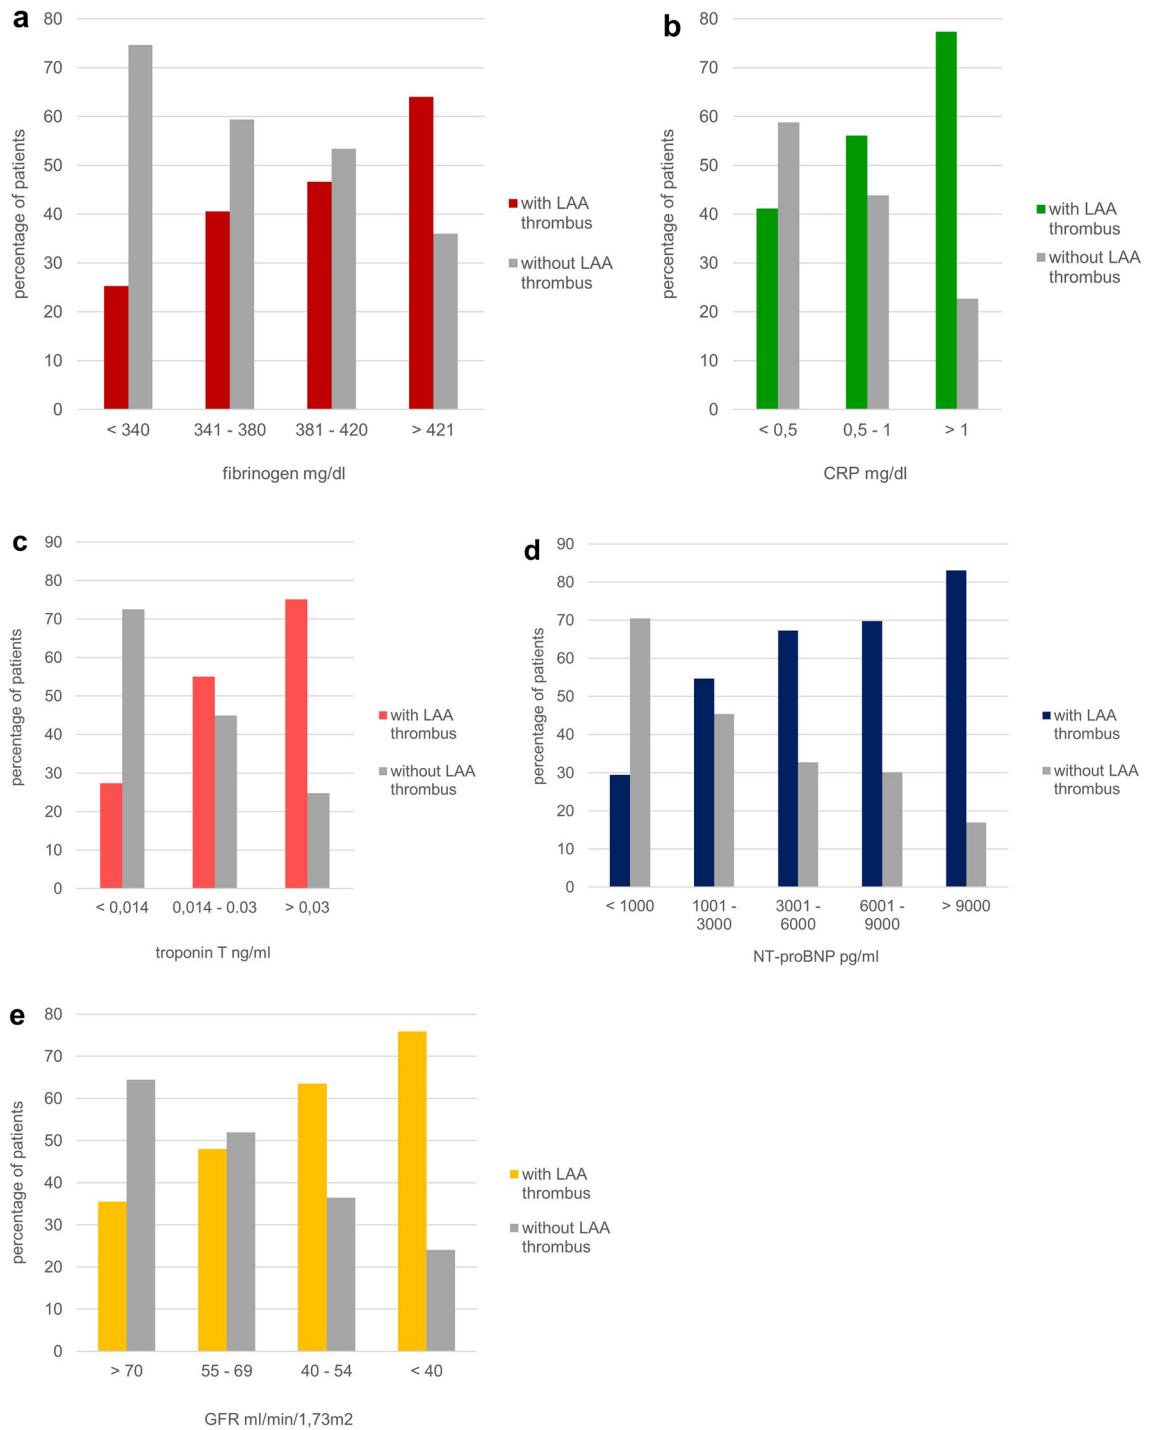 a
80
70
60
50
40
30
20
10
0
percentage of patients
< 340 341 - 380 381 - 420 > 421
fibrinogen mg/dl
with LAA
thrombus
without LAA
thrombus
b
80
70
60
50
40
30
20
10
0
percentage of patients
< 0,5 0,5 - 1 > 1
CRP mg/dl
with LAA
thrombus
without LAA
thrombus
c
90
80
70
60
50
40
30
20
10
0
percentage of patients
< 0,014 0,014 - 0.03 > 0,03
troponin T ng/ml
with LAA
thrombus
without LAA
thrombus
d
90
80
70
60
50
40
30
20
10
0
percentage of patients
< 1000 1001 - 3001 - 6001 - > 9000
3000 6000 9000
NT-proBNP pg/ml
with LAA
thrombus
without LAA
thrombus
e
80
70
60
50
40
30
20
10
0
percentage of patients
> 70 55 - 69 40 - 54 < 40
GFR ml/min/1,73m2
with LAA
thrombus
without LAA
thrombus